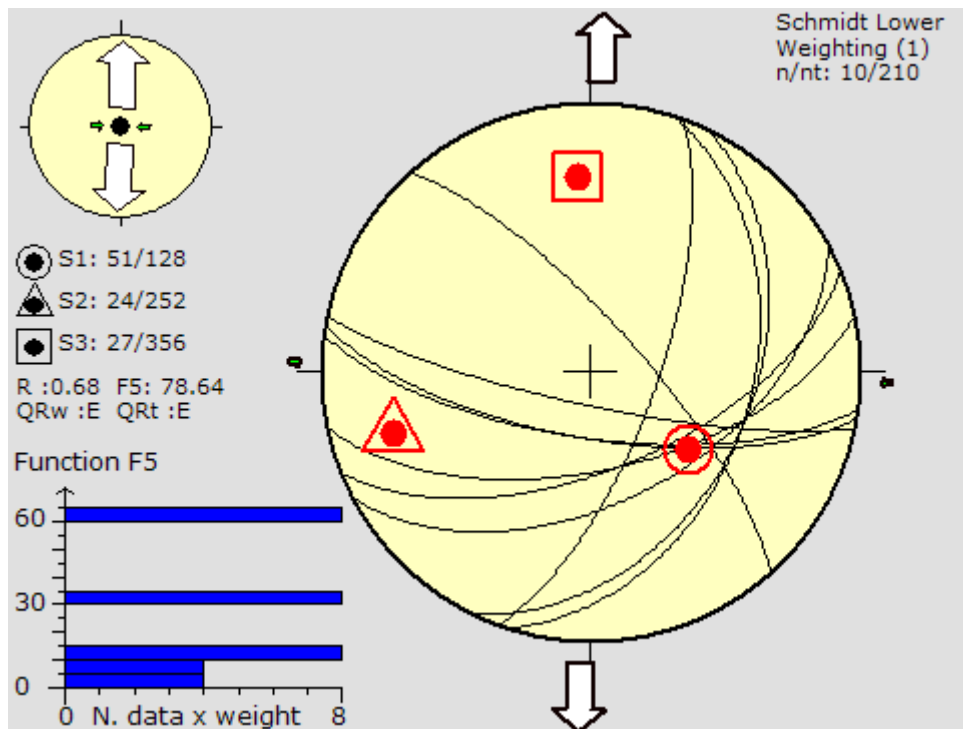 Schmidt Lower
Weighting (1)
n/nt: 10/210
S1: 51/128
S2: 24/252
S3: 27/356
R :0.68 F5: 78.64
QRw :E QRt :E
Function F5
60
30
0
0 N. data x weight 8